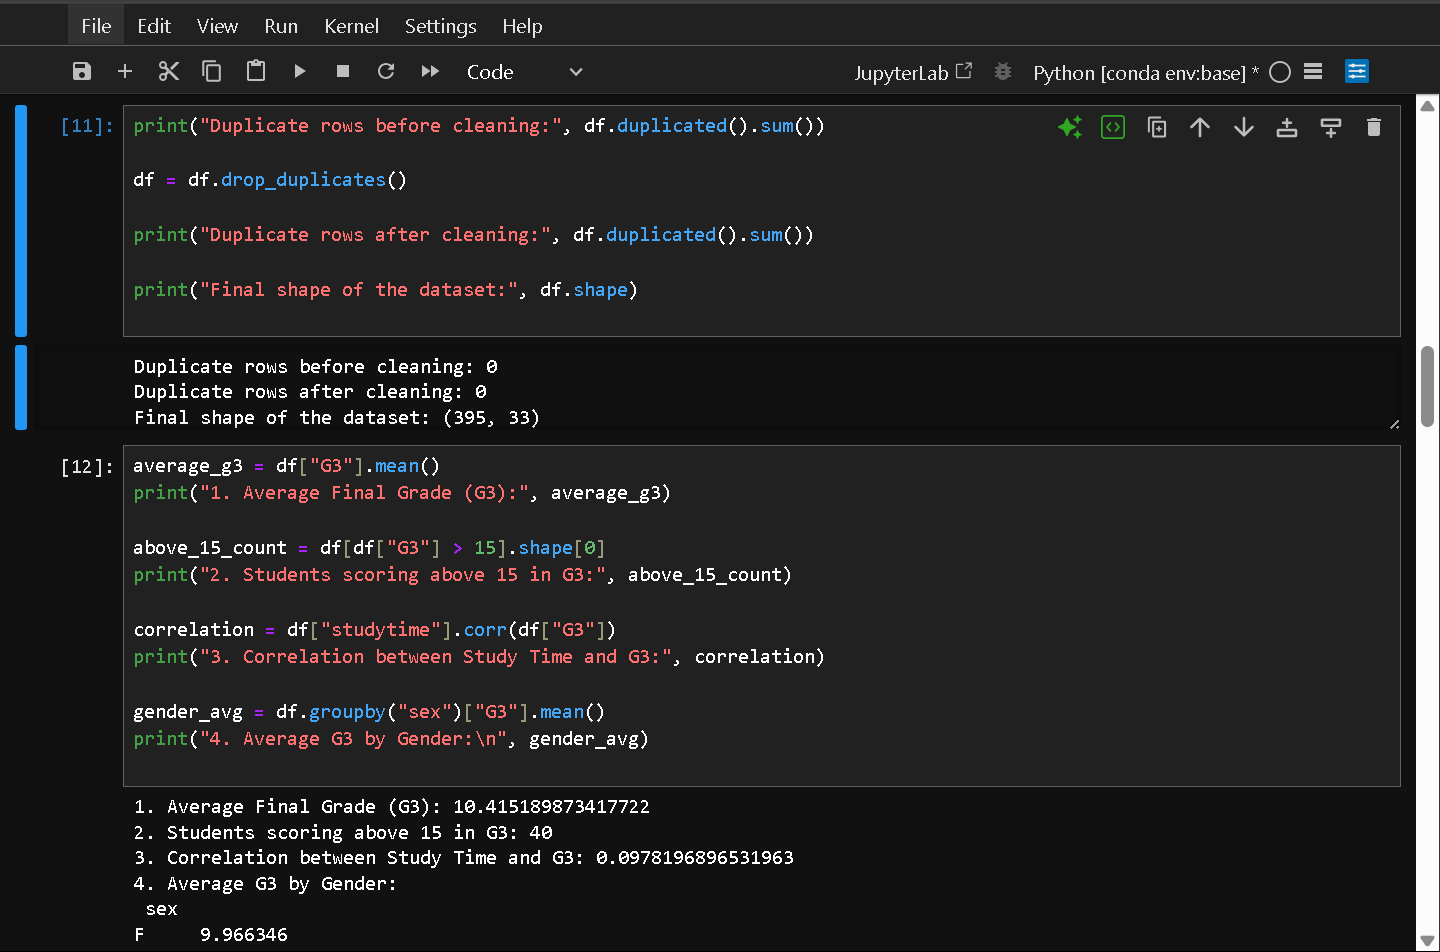 File Edit View Run Kernel Settings Help
Code JupyterLab Python [conda env:base] *
[11]: print("Duplicate rows before cleaning:", df.duplicated().sum())
df = df.drop_duplicates()
print("Duplicate rows after cleaning:", df.duplicated().sum())
print("Final shape of the dataset:", df.shape)
Duplicate rows before cleaning: 0
Duplicate rows after cleaning: 0
Final shape of the dataset: (395, 33)
[12]: average_g3 = df["G3"].mean()
print("1. Average Final Grade (G3):", average_g3)
above_15_count = df[df["G3"] > 15].shape[0]
print("2. Students scoring above 15 in G3:", above_15_count)
correlation = df["studytime"].corr(df["G3"])
print("3. Correlation between Study Time and G3:", correlation)
gender_avg = df.groupby("sex")["G3"].mean()
print("4. Average G3 by Gender:\n", gender_avg)
1. Average Final Grade (G3): 10.415189873417722
2. Students scoring above 15 in G3: 40
3. Correlation between Study Time and G3: 0.0978196896531963
4. Average G3 by Gender:
sex
F 9.966346